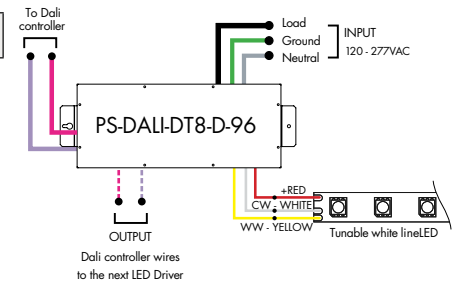 To Dali
controller
Load
Ground
Neutral
INPUT
120 - 277VAC
PS-DALI-DT8-D-96
+RED
CW - WHITE
WW - YELLOW
Tunable white lineLED
OUTPUT
Dali controller wires
to the next LED Driver